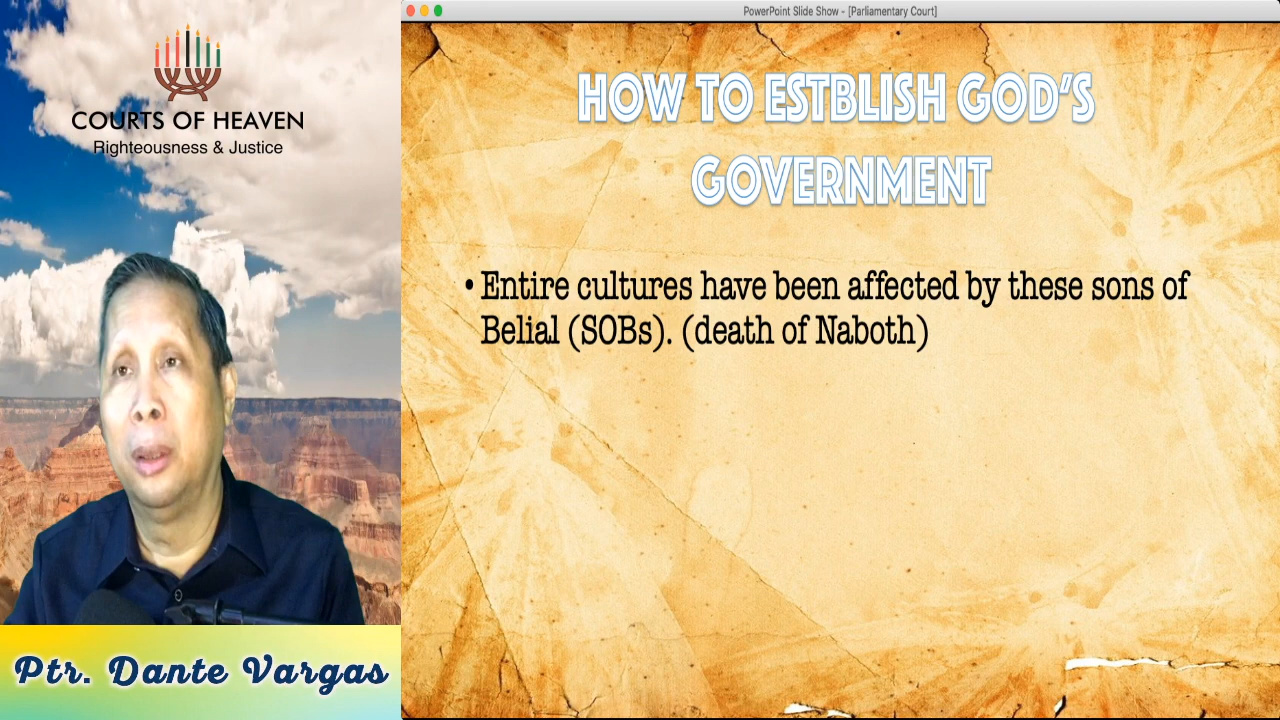 PowerPoint Slide Show - [Parliamentary Court]
COURTS OF HEAVEN
Righteousness & Justice
HOW TO ESTBLISH GOD'S
GOVERNMENT
• Entire cultures have been affected by these sons of
Belial (SOBs). (death of Naboth)
Ptr. Dante Vargas